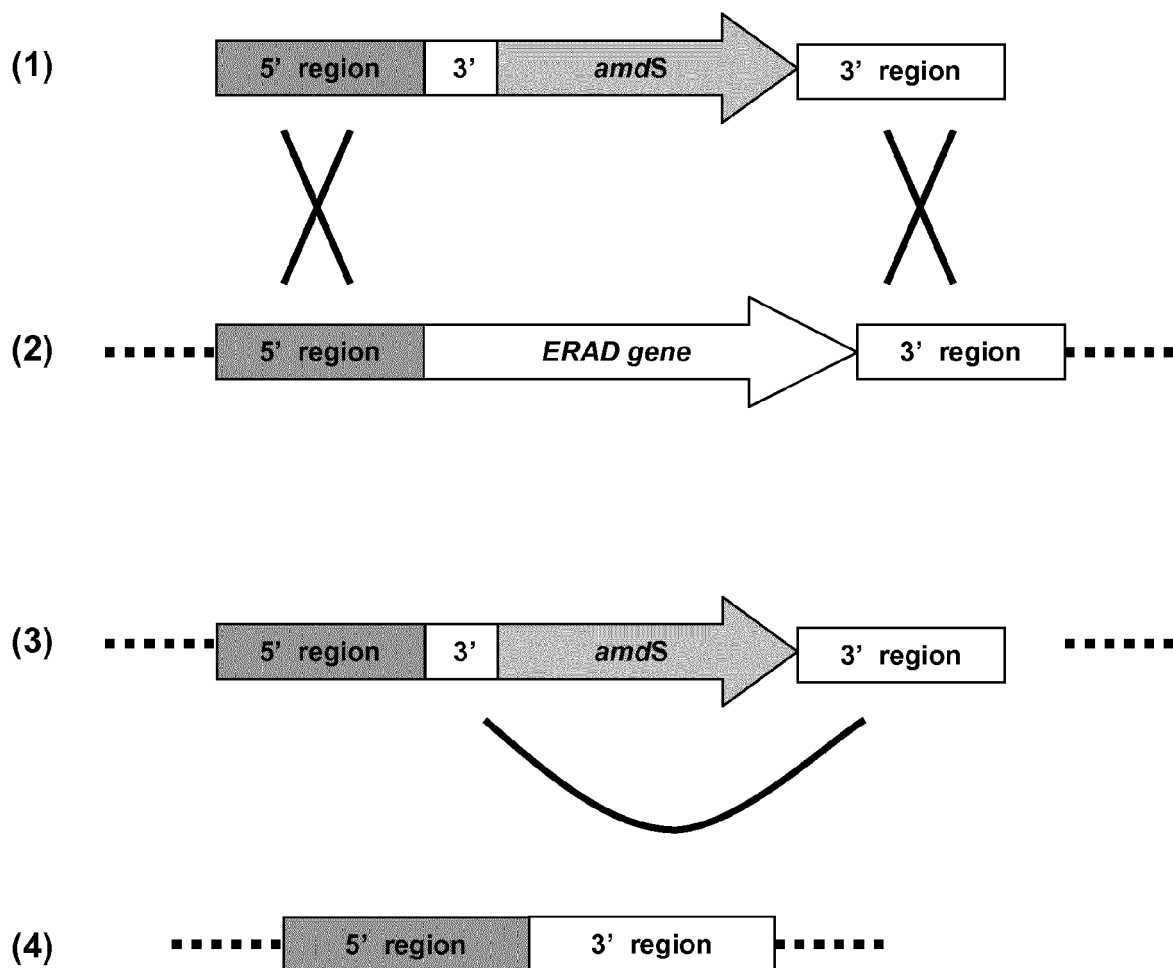 (1) 5’ region 3’ amdS 3’ region
(2) 5’ region ERAD gene 3’ region
(3) 5’ region 3’ amdS 3’ region
(4) 5’ region 3’ region